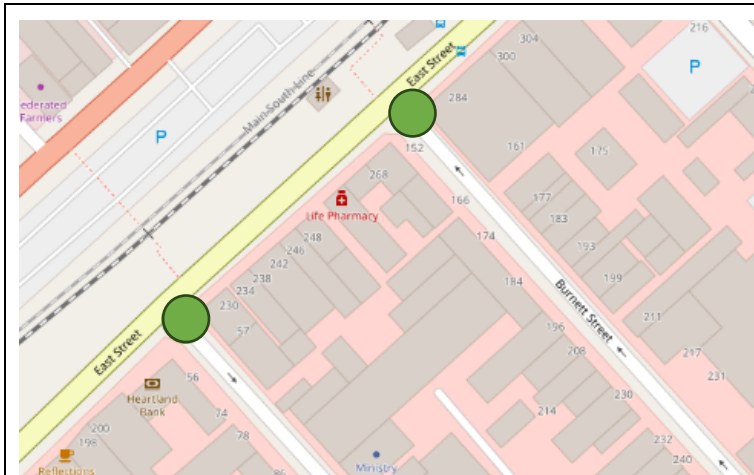 216
304
300
East Street
P
284
ederated
Farmers
Main South Line
P
152
161
175
268
166
177
Life Pharmacy
183
174
248
246
193
242
238
184
199
234
230
Burnett Street
57
211
196
East Street
208
217
56
231
Heartland
Bank
230
74
214
200
78
232
198
240
Reflections
Ministry